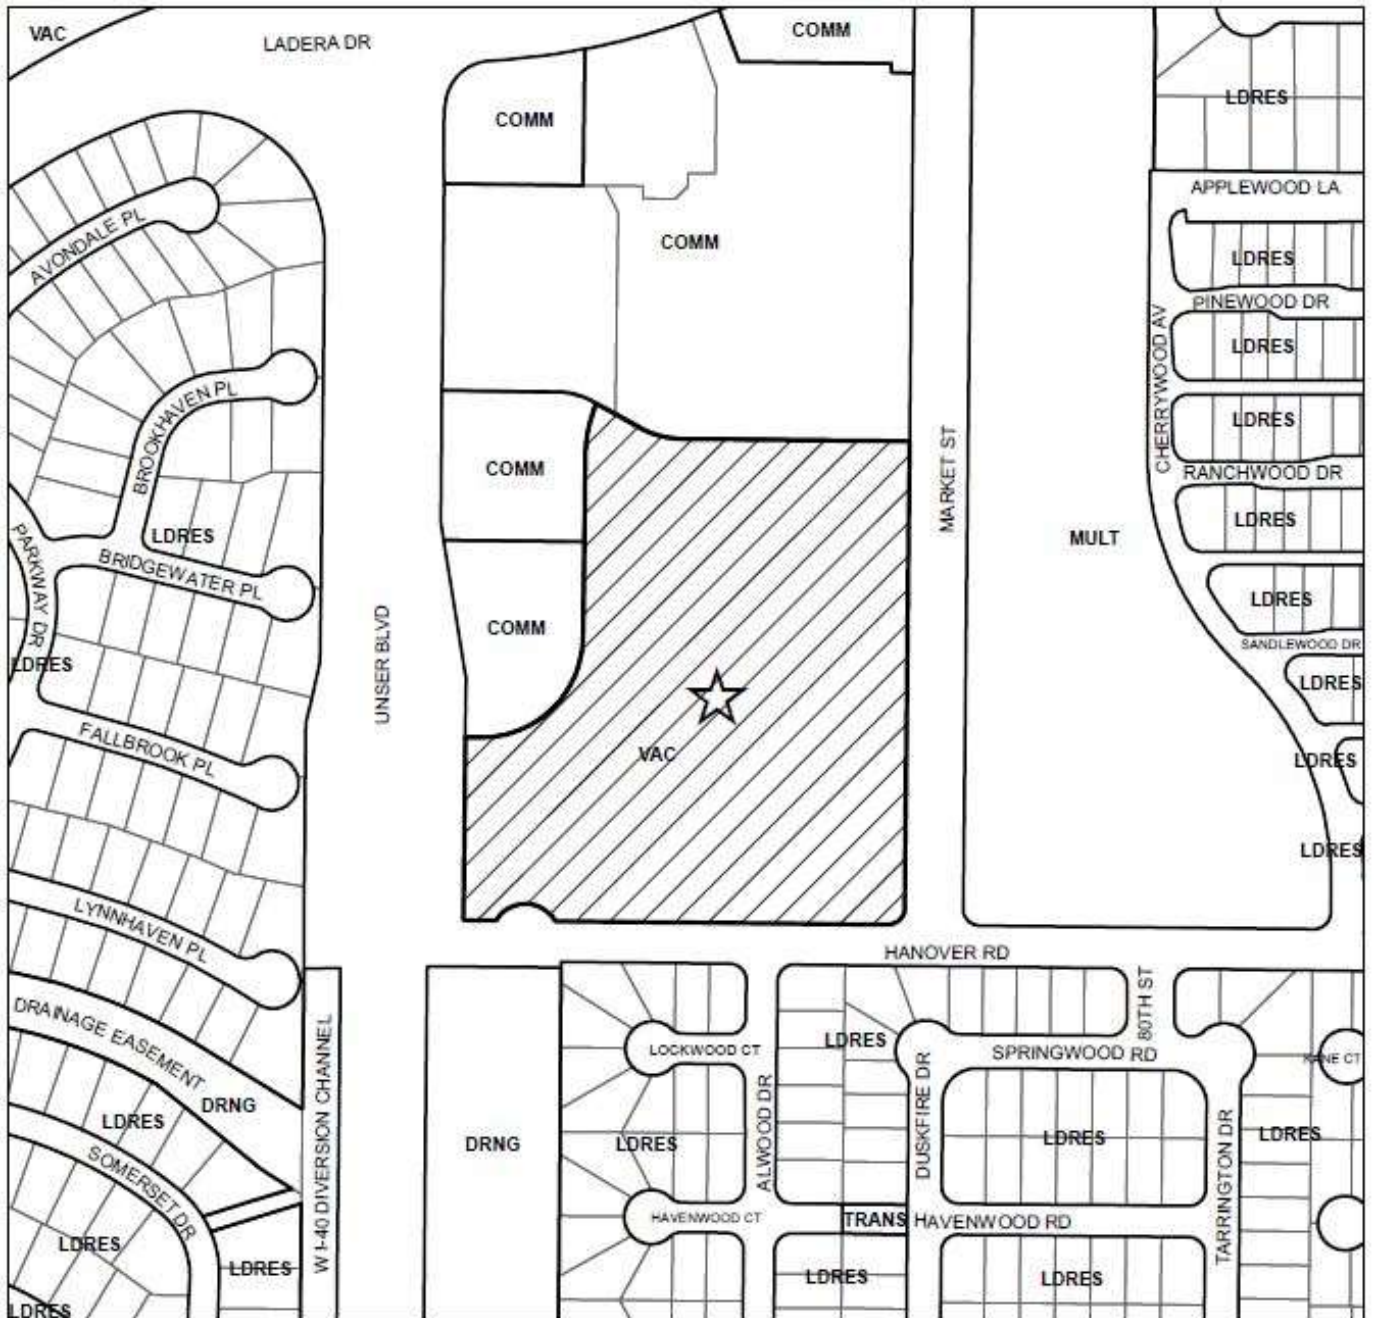 VAC
LADERA DR
COMM
COMM
LDRES
APPLEWOOD LA
AVONDALE PL
COMM
LDRES
PINEWOOD DR
CHERRYWOOD AV
LDRES
BROOKHAVEN PL
LDRES
MARKET ST
COMM
RANCHWOOD DR
LDRES
LDRES
PARKWAY DR
BRIDGEWATER PL
MULT
LDRES
UNSER BLVD
COMM
SANDLEWOOD DR
LDRES
LDRES
FALLBROOK PL
VAC
LDRES
LDRES
LYNNHAVEN PL
HANOVER RD
80TH ST
DRAINAGE EASEMENT
DRNG
W I-40 DIVERSION CHANNEL
LOCKWOOD CT
LDRES
SPRINGWOOD RD
KANE CT
ALWOOD DR
DUSKFIRE DR
TARRINGTON DR
LDRES
DRNG
LDRES
LDRES
LDRES
SOMERSET DR
HAVENWOOD CT
TRANS
HAVENWOOD RD
LDRES
LDRES
LDRES
LDRES
LDRES